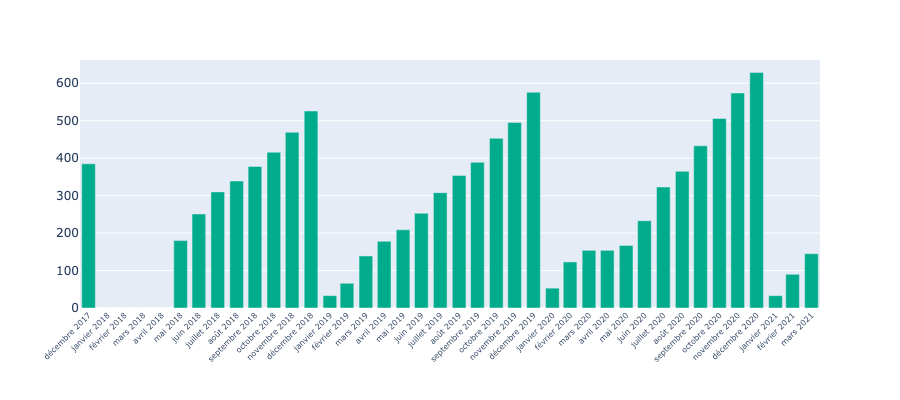 600
500
400
300
200
100
0
décembre 2017
janvier 2018
février 2018
mars 2018
avril 2018
mai 2018
juin 2018
juillet 2018
août 2018
septembre 2018
octobre 2018
novembre 2018
décembre 2018
janvier 2019
février 2019
mars 2019
avril 2019
mai 2019
juin 2019
juillet 2019
août 2019
septembre 2019
octobre 2019
novembre 2019
décembre 2019
janvier 2020
février 2020
mars 2020
avril 2020
mai 2020
juin 2020
juillet 2020
août 2020
septembre 2020
octobre 2020
novembre 2020
décembre 2020
janvier 2021
février 2021
mars 2021